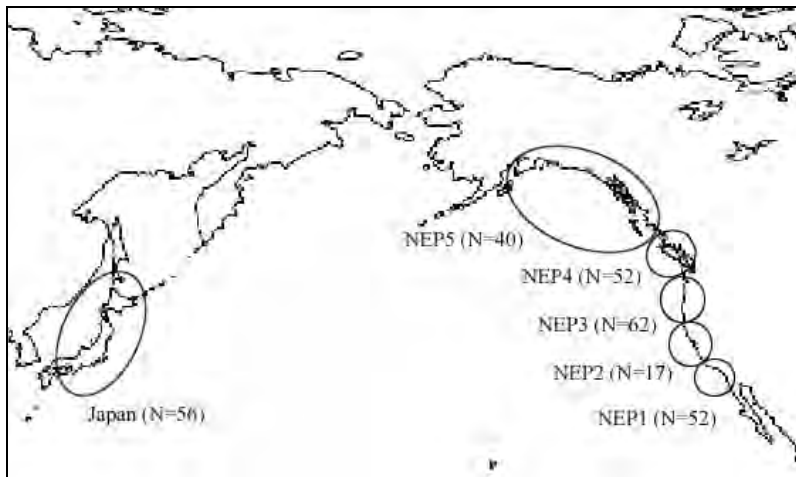 NEP5 (N=40)
NEP4 (N=52)
NEP3 (N=62)
NEP2 (N=17)
Japan (N=56)
NEP1 (N=52)